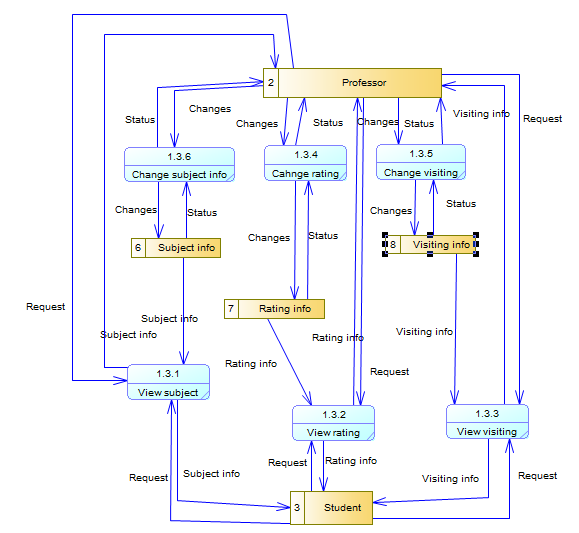 2 Professor
Visiting info
Changes
Status
Changes
Status
Changes
Status
Request
1.3.6
Change subject info
1.3.4
Cahnge rating
1.3.5
Change visiting
Changes
Status
Changes
Status
Changes
Status
6 Subject info
8 Visiting info
7 Rating info
Request
Subject info
Subject info
Rating info
Rating info
Visiting info
Request
1.3.1
View subject
1.3.2
View rating
1.3.3
View visiting
Request
Subject info
Request
Rating info
Visiting info
Request
3 Student